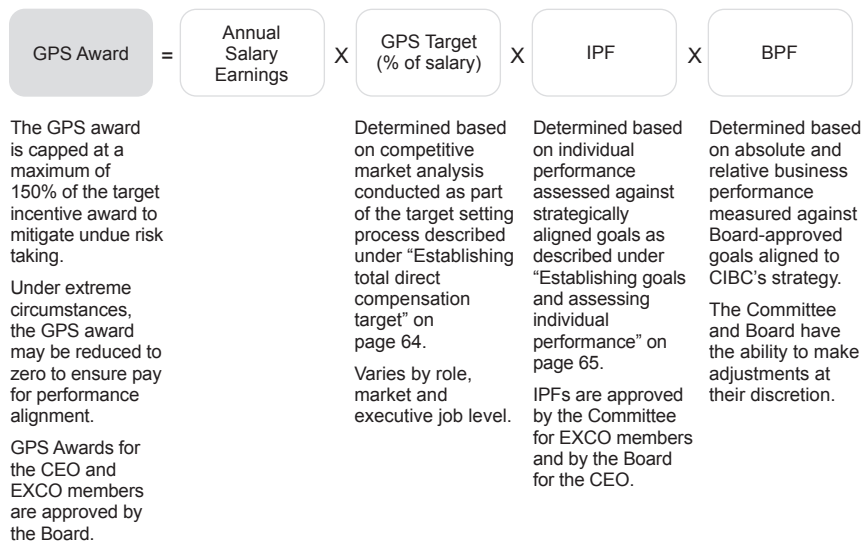 GPS Award
=
Annual
Salary
Earnings
X
GPS Target
(% of salary)
X
IPF
X
BPF
The GPS award
is capped at a
maximum of
150% of the target
incentive award to
mitigate undue risk
taking.
Under extreme
circumstances,
the GPS award
may be reduced to
zero to ensure pay
for performance
alignment.
GPS Awards for
the CEO and
EXCO members
are approved by
the Board.
Determined based
on competitive
market analysis
conducted as part
of the target setting
process described
under “Establishing
total direct
compensation
target” on
page 64.
Varies by role,
market and
executive job level.
Determined based
on individual
performance
assessed against
strategically
aligned goals as
described under
“Establishing goals
and assessing
individual
performance” on
page 65.
IPFs are approved
by the Committee
for EXCO members
and by the Board
for the CEO.
Determined based
on absolute and
relative business
performance
measured against
Board-approved
goals aligned to
CIBC’s strategy.
The Committee
and Board have
the ability to make
adjustments at
their discretion.